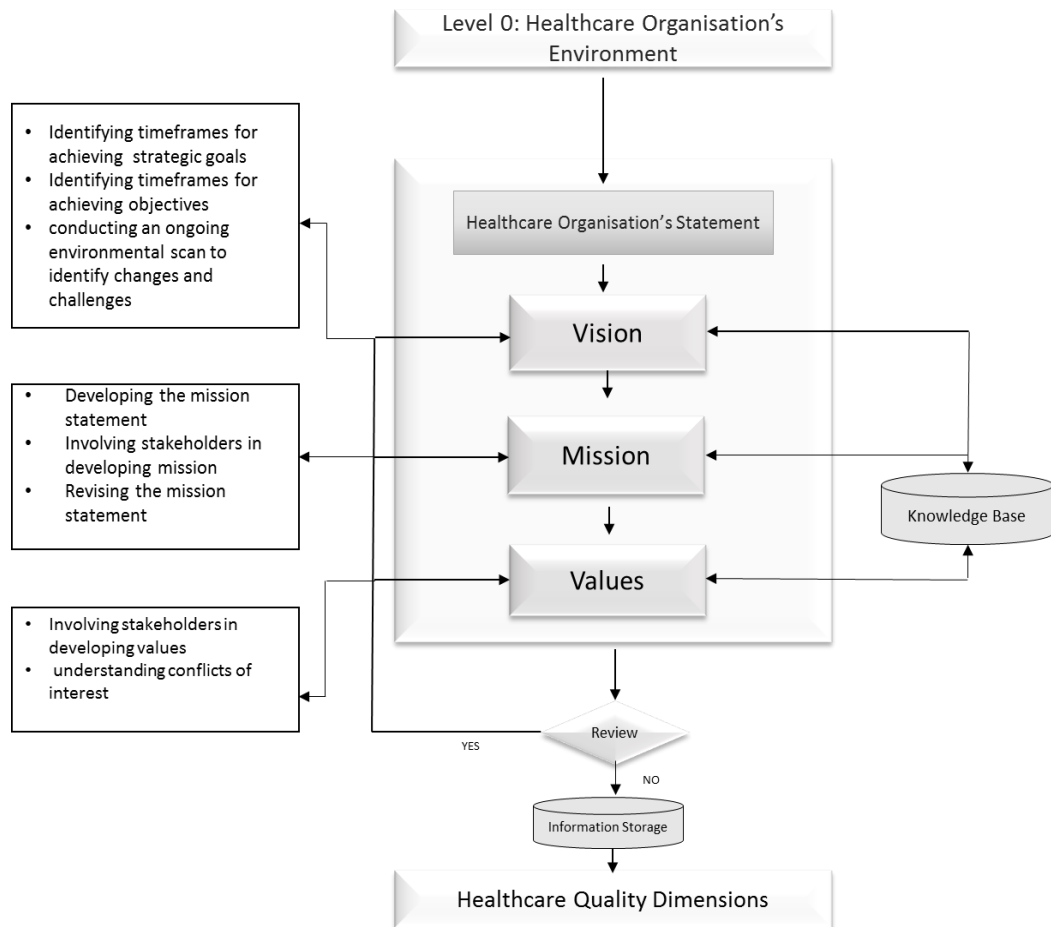 Level 0: Healthcare Organisation's
Environment
• Identifying timeframes for
achieving strategic goals
• Identifying timeframes for
achieving objectives
• conducting an ongoing
environmental scan to
identify changes and
challenges
Healthcare Organisation's Statement
Vision
• Developing the mission
statement
• Involving stakeholders in
developing mission
• Revising the mission
statement
Mission
Knowledge Base
Values
• Involving stakeholders in
developing values
• understanding conflicts of
interest
Review
YES
NO
Information Storage
Healthcare Quality Dimensions